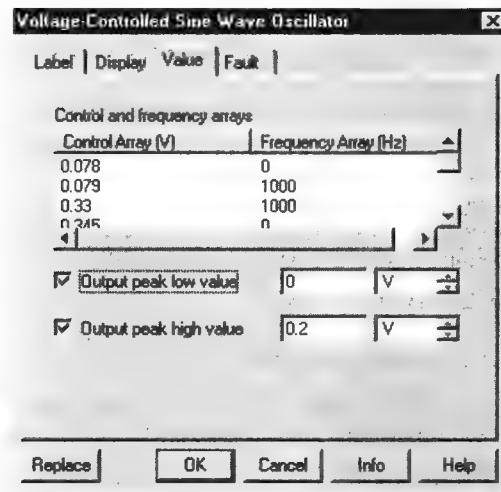 Voltage-Controlled Sine Wave Oscillator
Label Display Value Fault
Control and frequency arrays
Control Array (V) Frequency Array (Hz)
0.078 0
0.079 1000
0.33 1000
0.345 0
Output peak low value 0 V
Output peak high value 0.2 V
Replace OK Cancel Info Help